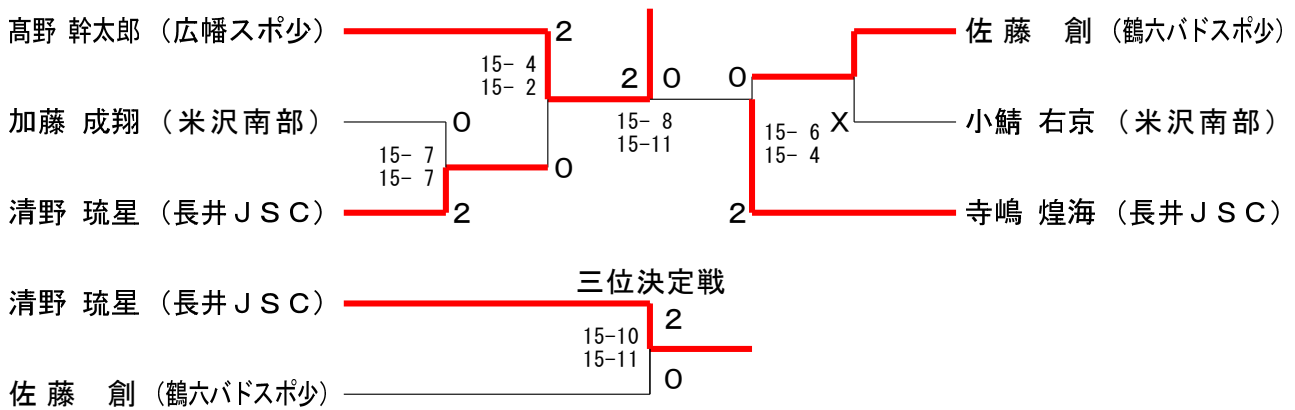 髙野 幹太郎 （広幡スポ少）
2
佐 藤　創 （鶴六バドスポ少）
15- 4
15- 2
2 0
0
加藤 成翔 （米沢南部）
0
15- 8
15-11
15- 6
15- 4
X
小鯖 右京 （米沢南部）
15- 7
15- 7
0
清野 琉星 （長井ＪＳＣ）
2
2
寺嶋 煌海 （長井ＪＳＣ）
三位決定戦
清野 琉星 （長井ＪＳＣ）
2
15-10
15-11
0
佐 藤　創 （鶴六バドスポ少）